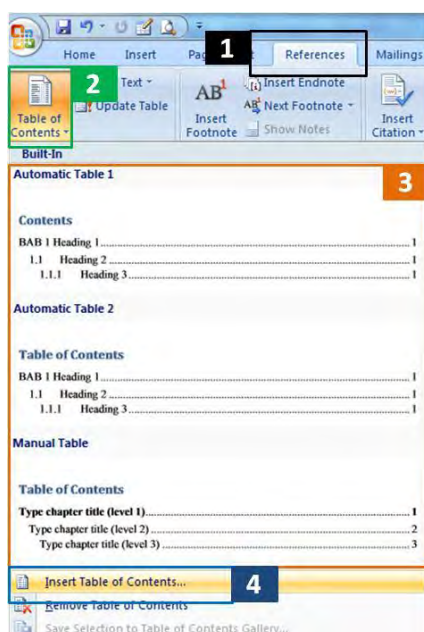 Home Insert Pa 1 References Mailings
2 Text
Update Table
Table of Contents
AB1
Insert Footnote
Insert Endnote
AB Next Footnote
Show Notes
Insert Citation
Built-In
Automatic Table 1 3
Contents
BAB 1 Heading 1 1
1.1 Heading 2 1
1.1.1 Heading 3 1
Automatic Table 2
Table of Contents
BAB 1 Heading 1 1
1.1 Heading 2 1
1.1.1 Heading 3 1
Manual Table
Table of Contents
Type chapter title (level 1) 1
Type chapter title (level 2) 2
Type chapter title (level 3) 3
Insert Table of Contents... 4
Remove Table of Contents
Save Selection to Table of Contents Gallery...